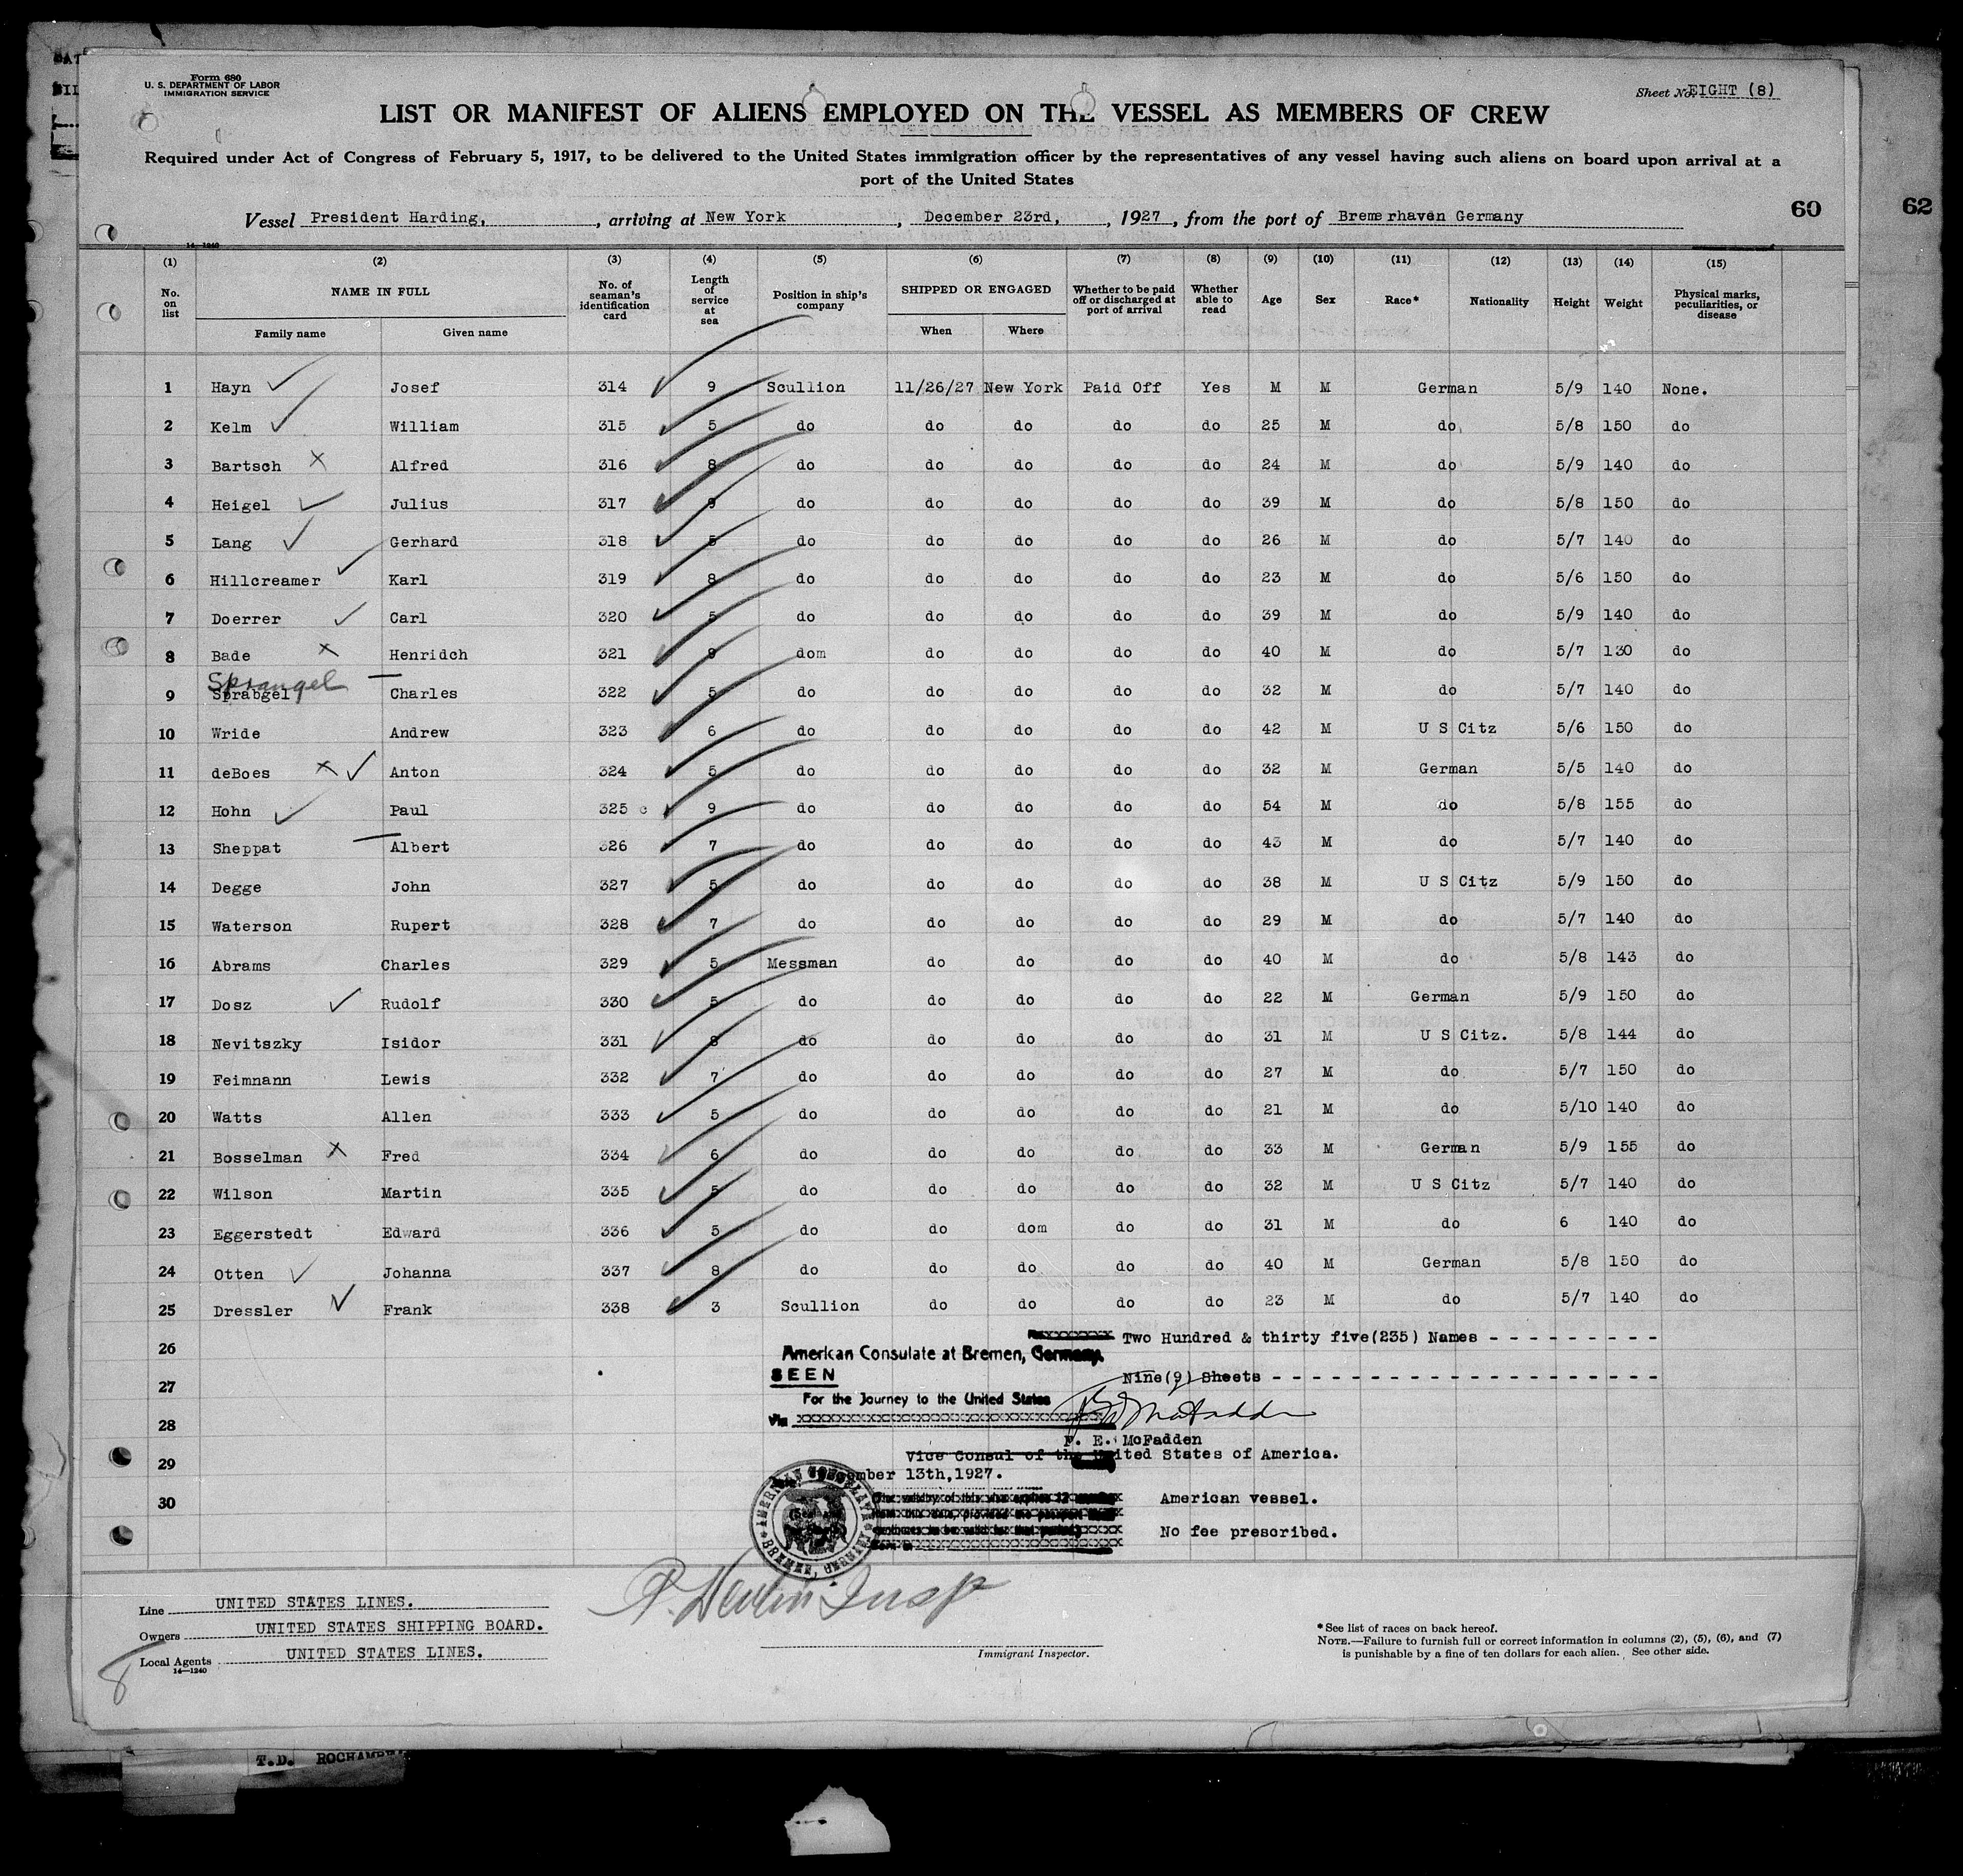 Form 680
U. S. DEPARTMENT OF LABOR
IMMIGRATION SERVICE
Sheet No. EIGHT (8)
LIST OR MANIFEST OF ALIENS EMPLOYED ON THE VESSEL AS MEMBERS OF CREW
Required under Act of Congress of February 5, 1917, to be delivered to the United States immigration officer by the representatives of any vessel having such aliens on board upon arrival at a
port of the United States
Vessel President Harding, , arriving at New York , December 23rd, , 1927 , from the port of Bremerhaven Germany
60
62
14—1240
(1) (2) (3) (4) (5) (6) (7) (8) (9) (10) (11) (12) (13) (14) (15)
No. on list NAME IN FULL No. of seaman's identification card Length of service at sea Position in ship's company SHIPPED OR ENGAGED Whether to be paid off or discharged at port of arrival Whether able to read Age Sex Race* Nationality Height Weight Physical marks, peculiarities, or disease
Family name Given name When Where
1 Hayn Josef 314 9 Scullion 11/26/27 New York Paid Off Yes M M German 5/9 140 None.
2 Kelm William 315 5 do do do do do 25 M do 5/8 150 do
3 Bartsch Alfred 316 8 do do do do do 24 M do 5/9 140 do
4 Heigel Julius 317 9 do do do do do 39 M do 5/8 150 do
5 Lang Gerhard 318 5 do do do do do 26 M do 5/7 140 do
6 Hillcreamer Karl 319 8 do do do do do 23 M do 5/6 150 do
7 Doerrer Carl 320 5 do do do do do 39 M do 5/9 140 do
8 Bade Henridch 321 9 dom do do do do 40 M do 5/7 130 do
Sprangel
9 Sprabgel Charles 322 5 do do do do do 32 M do 5/7 140 do
10 Wride Andrew 323 6 do do do do do 42 M U S Citz 5/6 150 do
11 deBoes Anton 324 5 do do do do do 32 M German 5/5 140 do
12 Hohn Paul 325 c 9 do do do do do 54 M do 5/8 155 do
13 Sheppat Albert 326 7 do do do do do 43 M do 5/7 140 do
14 Degge John 327 5 do do do do do 38 M U S Citz 5/9 150 do
15 Waterson Rupert 328 7 do do do do do 29 M do 5/7 140 do
16 Abrams Charles 329 5 Messman do do do do 40 M do 5/8 143 do
17 Dosz Rudolf 330 5 do do do do do 22 M German 5/9 150 do
18 Nevitszky Isidor 331 8 do do do do do 31 M U S Citz. 5/8 144 do
19 Feimnann Lewis 332 7 do do do do do 27 M do 5/7 150 do
20 Watts Allen 333 5 do do do do do 21 M do 5/10 140 do
21 Bosselman Fred 334 6 do do do do do 33 M German 5/9 155 do
22 Wilson Martin 335 5 do do do do do 32 M U S Citz 5/7 140 do
23 Eggerstedt Edward 336 5 do do dom do do 31 M do 6 140 do
24 Otten Johanna 337 8 do do do do do 40 M German 5/8 150 do
25 Dressler Frank 338 3 Scullion do do do do 23 M do 5/7 140 do
26 Two Hundred & thirty five(235) Names - - - - - - - - -
American Consulate at Bremen, Germany.
SEEN
27 Nine(9) Sheets - - - - - - - - - - - - - - - - - - -
For the Journey to the United States
28 Via xxxxxxxxxxxxxxxxxxxxxxxxxxxxxxxxxx
F. E. McFadden
29 Vice Consul of the United States of America.
December 13th,1927.
30 American vessel.
No fee prescribed.
AMERICAN CONSULATE
BREMEN, GERMANY
P. Devlin Insp
Immigrant Inspector.
Line UNITED STATES LINES.
Owners UNITED STATES SHIPPING BOARD.
Local Agents UNITED STATES LINES.
14—1240
8
*See list of races on back hereof.
NOTE.—Failure to furnish full or correct information in columns (2), (5), (6), and (7)
is punishable by a fine of ten dollars for each alien. See other side.
T.D. ROCHAMBE